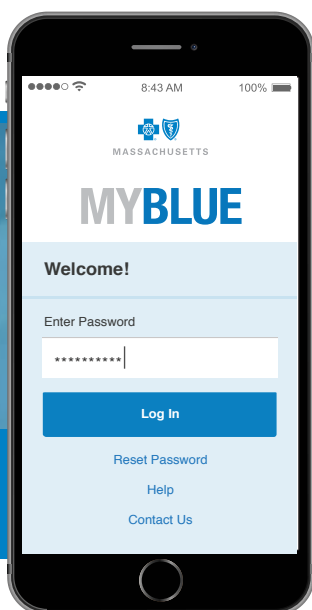 8:43 AM 100%
MASSACHUSETTS
MYBLUE
Welcome!
Enter Password
**********
Log In
Reset Password
Help
Contact Us